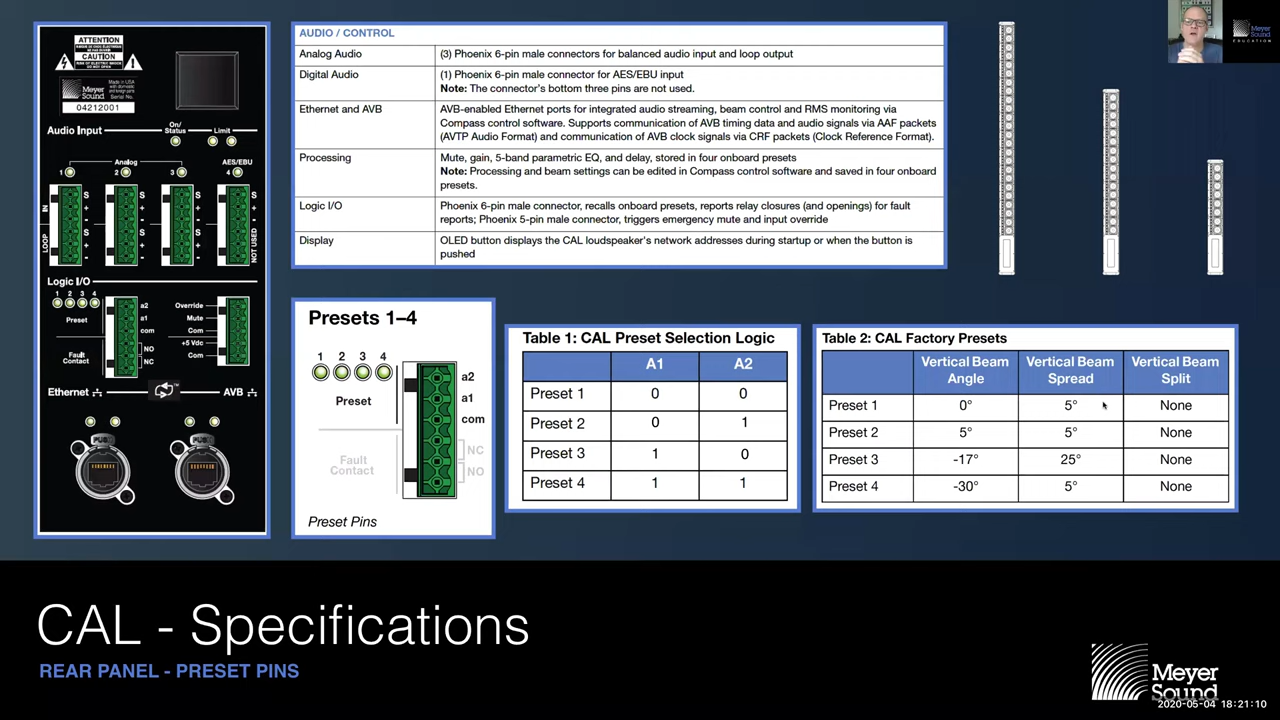 ATTENTION
CAUTION
Made in USA
Meyer
Sound
04212001
Audio Input
On/
Status
Limit
Analog
AES/EBU
1
2
3
4
IN
LOOP
S
+
-
S
+
-
S
+
-
S
+
-
NOT USED
Logic I/O
1 2 3 4
Preset
a2
a1
com
Fault
Contact
NO
NC
Override
Mute
Com
+5 Vdc
Com
Ethernet
AVB
PUSH
PUSH
AUDIO / CONTROL
Analog Audio
(3) Phoenix 6-pin male connectors for balanced audio input and loop output
Digital Audio
(1) Phoenix 6-pin male connector for AES/EBU input
Note: The connector's bottom three pins are not used.
Ethernet and AVB
AVB-enabled Ethernet ports for integrated audio streaming, beam control and RMS monitoring via
Compass control software. Supports communication of AVB timing data and audio signals via AAF packets
(AVTP Audio Format) and communication of AVB clock signals via CRF packets (Clock Reference Format).
Processing
Mute, gain, 5-band parametric EQ, and delay, stored in four onboard presets
Note: Processing and beam settings can be edited in Compass control software and saved in four onboard
presets.
Logic I/O
Phoenix 6-pin male connector, recalls onboard presets, reports relay closures (and openings) for fault
reports; Phoenix 5-pin male connector, triggers emergency mute and input override
Display
OLED button displays the CAL loudspeaker's network addresses during startup or when the button is
pushed
Meyer
Sound
EDUCATION
Presets 1–4
1 2 3 4
Preset
a2
a1
com
Fault
Contact
NC
NO
Preset Pins
Table 1: CAL Preset Selection Logic
A1 A2
Preset 1 0 0
Preset 2 0 1
Preset 3 1 0
Preset 4 1 1
Table 2: CAL Factory Presets
Vertical Beam Vertical Beam Vertical Beam
Angle Spread Split
Preset 1 0° 5° None
Preset 2 5° 5° None
Preset 3 -17° 25° None
Preset 4 -30° 5° None
CAL - Specifications
REAR PANEL - PRESET PINS
Meyer
Sound
2020-05-04 18:21:10